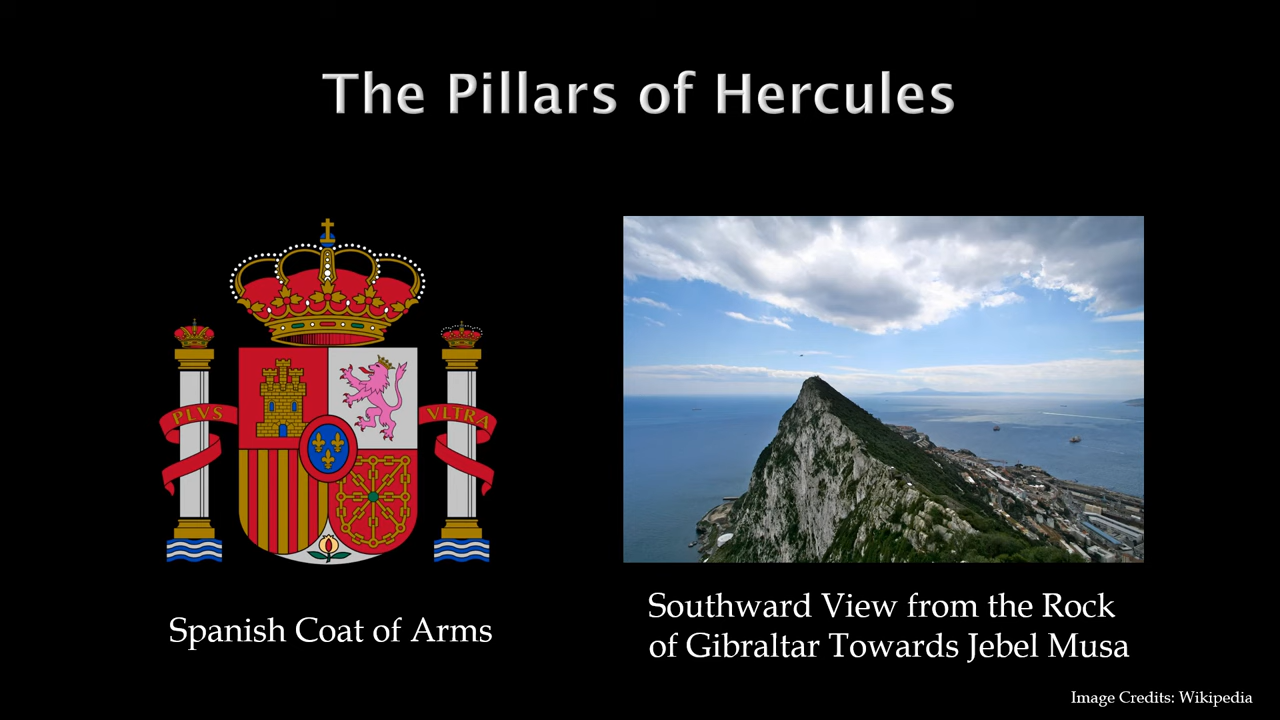 The Pillars of Hercules
PLVS
VLTRA
Spanish Coat of Arms
Southward View from the Rock
of Gibraltar Towards Jebel Musa
Image Credits: Wikipedia